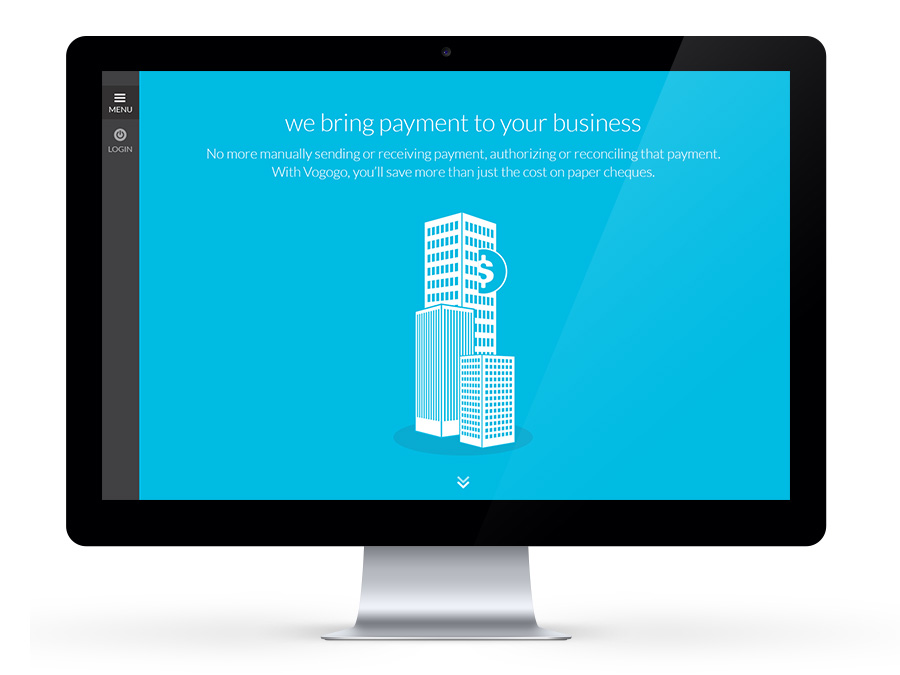 MENU
LOGIN
we bring payment to your business
No more manually sending or receiving payment, authorizing or reconciling that payment.
With Vogogo, you'll save more than just the cost on paper cheques.
$